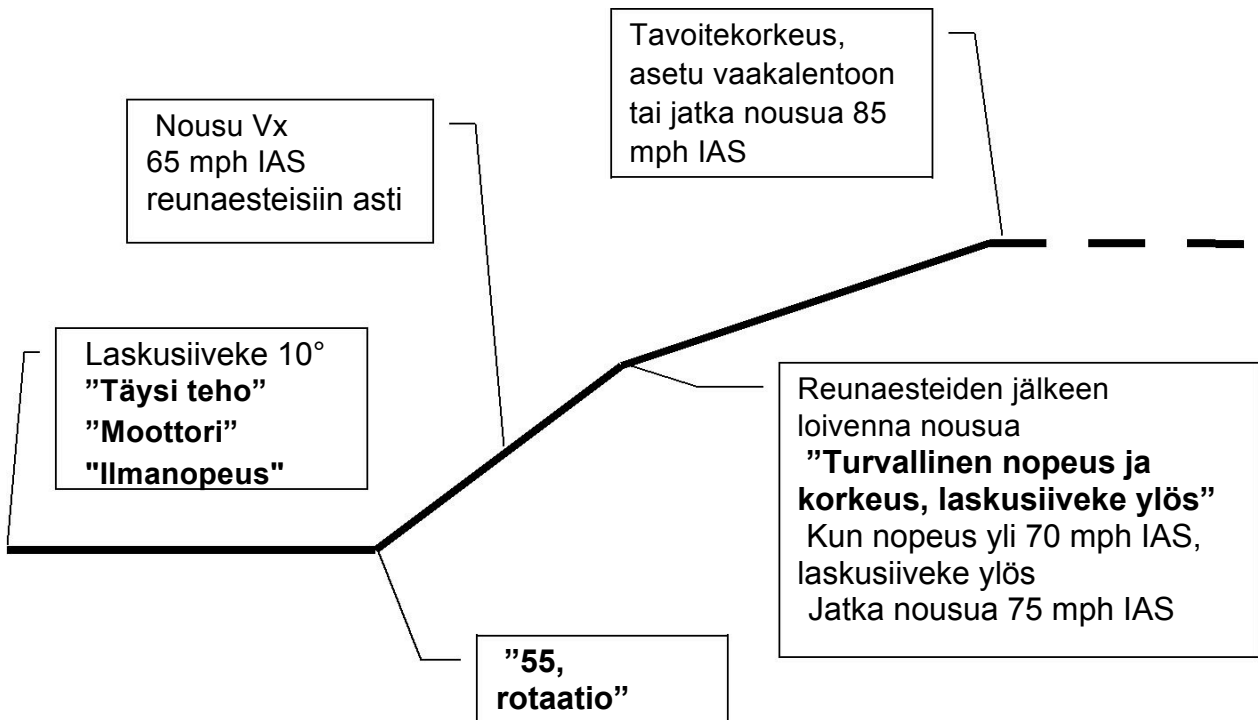 Tavoitekorkeus,
asetu vaakalentoon
tai jatka nousua 85
mph IAS
Nousu Vx
65 mph IAS
reunaesteisiin asti
Laskusiiveke 10°
”Täysi teho”
”Moottori”
"Ilmanopeus"
Reunaesteiden jälkeen
loivenna nousua
”Turvallinen nopeus ja
korkeus, laskusiiveke ylös”
Kun nopeus yli 70 mph IAS,
laskusiiveke ylös
Jatka nousua 75 mph IAS
”55,
rotaatio”